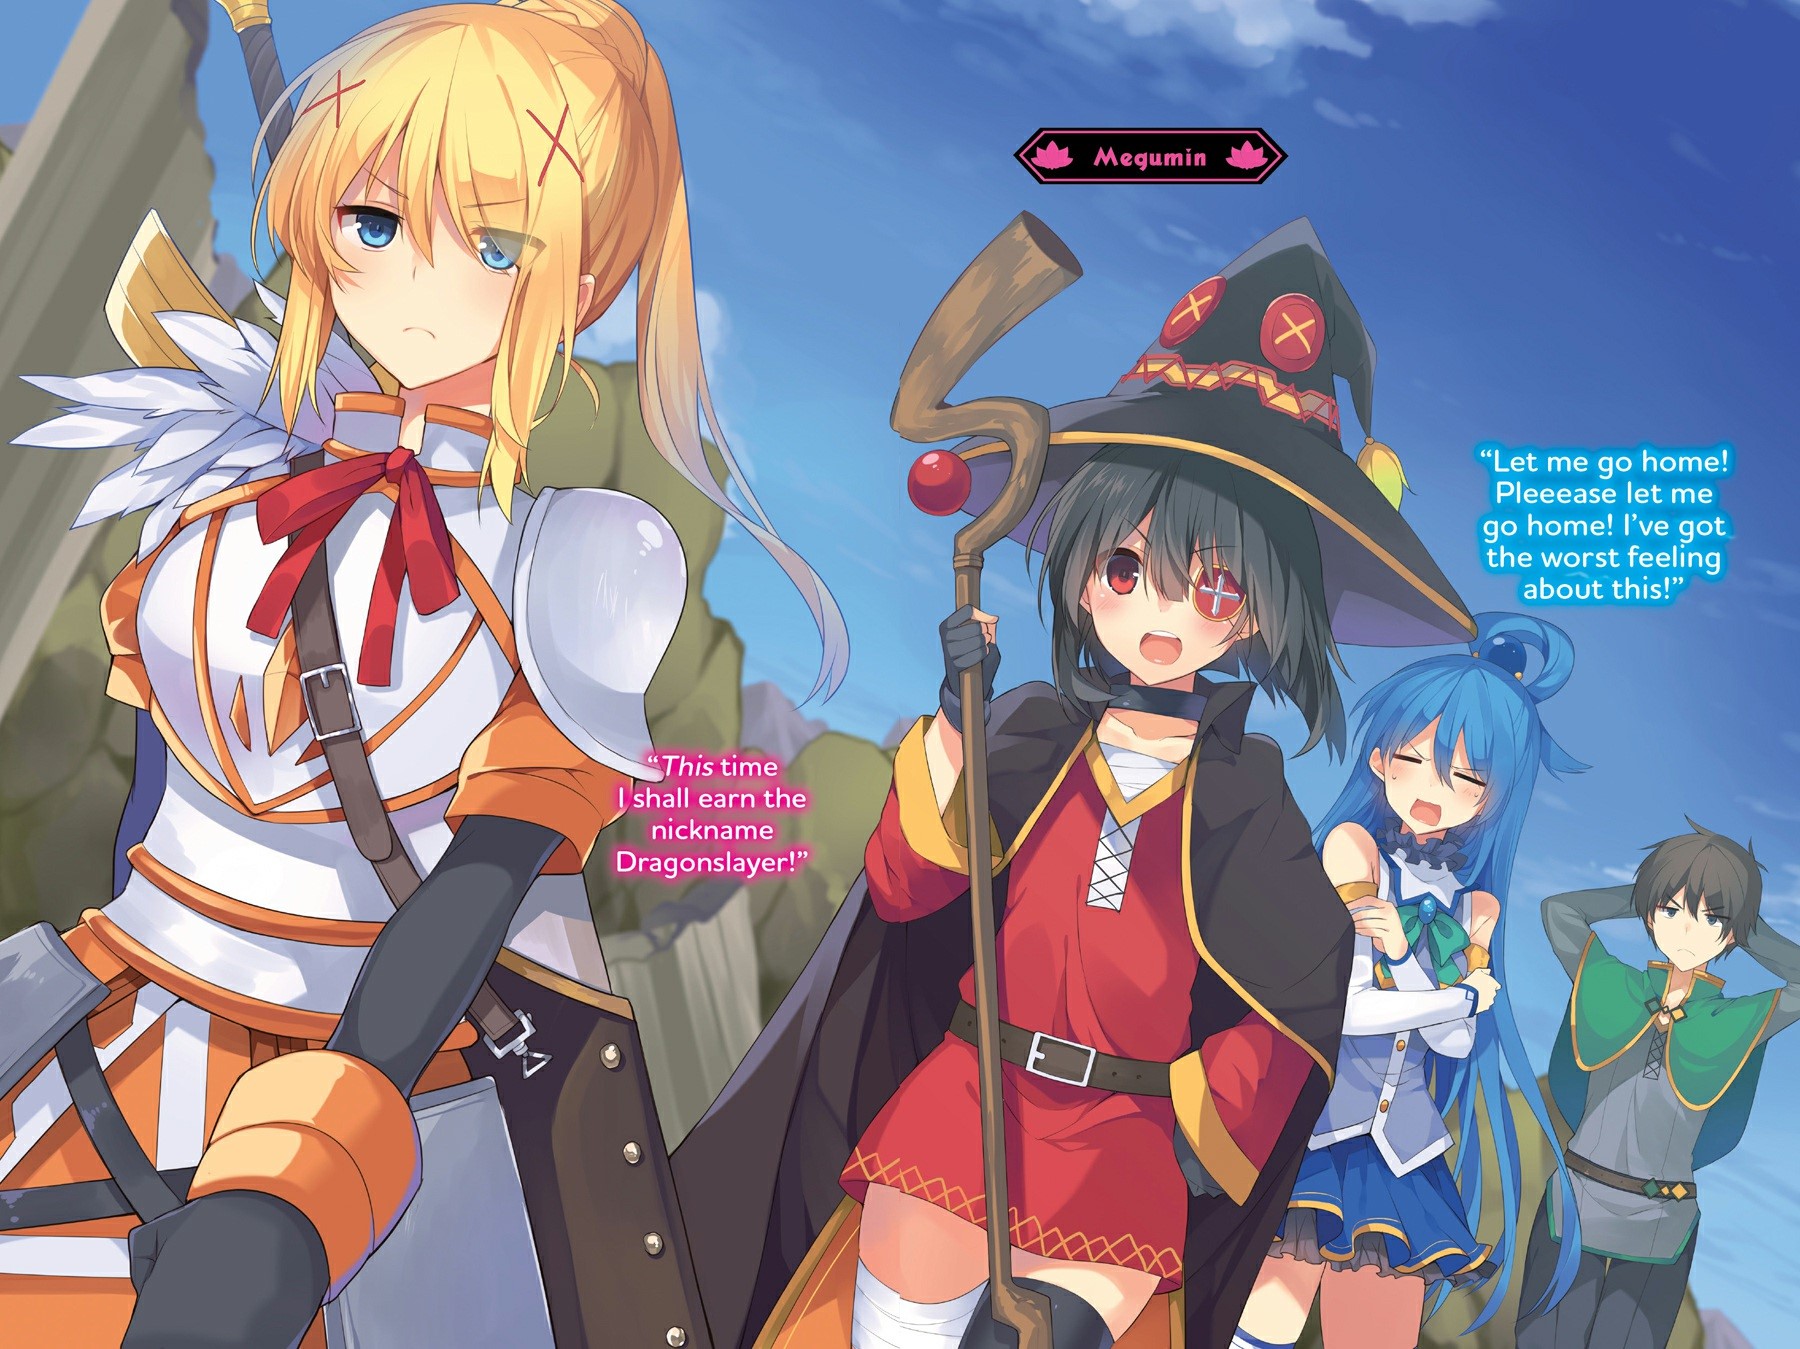 Megumin
“Let me go home!
Pleeease let me
go home! I’ve got
the worst feeling
about this!”
“This time
I shall earn the
nickname
Dragonslayer!”